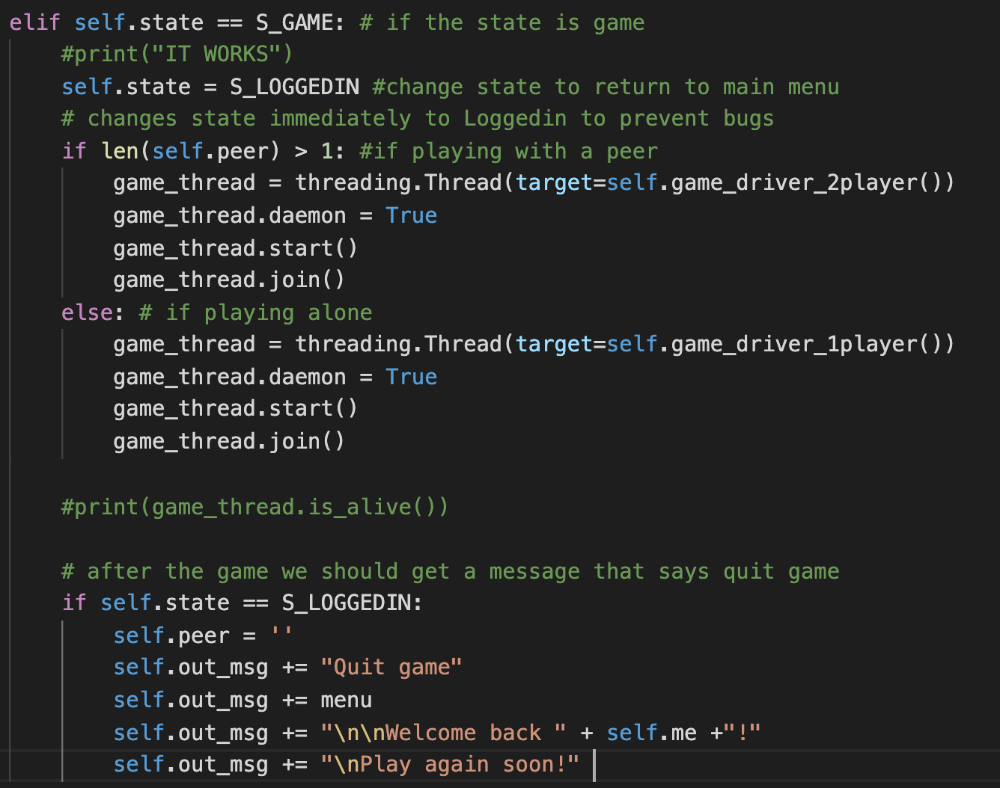 elif self.state == S_GAME: # if the state is game
    #print("IT WORKS")
    self.state = S_LOGGEDIN #change state to return to main menu
    # changes state immediately to Loggedin to prevent bugs
    if len(self.peer) > 1: #if playing with a peer
        game_thread = threading.Thread(target=self.game_driver_2player())
        game_thread.daemon = True
        game_thread.start()
        game_thread.join()
    else: # if playing alone
        game_thread = threading.Thread(target=self.game_driver_1player())
        game_thread.daemon = True
        game_thread.start()
        game_thread.join()

    #print(game_thread.is_alive())

    # after the game we should get a message that says quit game
    if self.state == S_LOGGEDIN:
        self.peer = ''
        self.out_msg += "Quit game"
        self.out_msg += menu
        self.out_msg += "\n\nWelcome back " + self.me +"!"
        self.out_msg += "\nPlay again soon!"